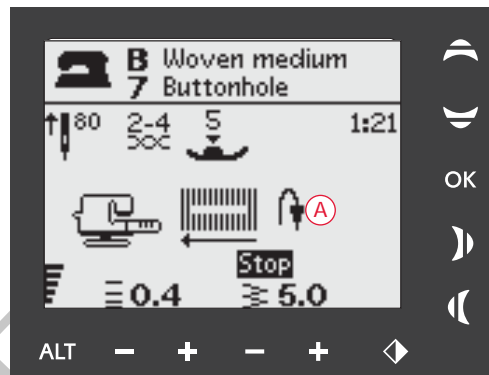 B Woven medium
7 Buttonhole
80 2-4 5 1:21
A
Stop
0.4 5.0
OK
ALT - + - +